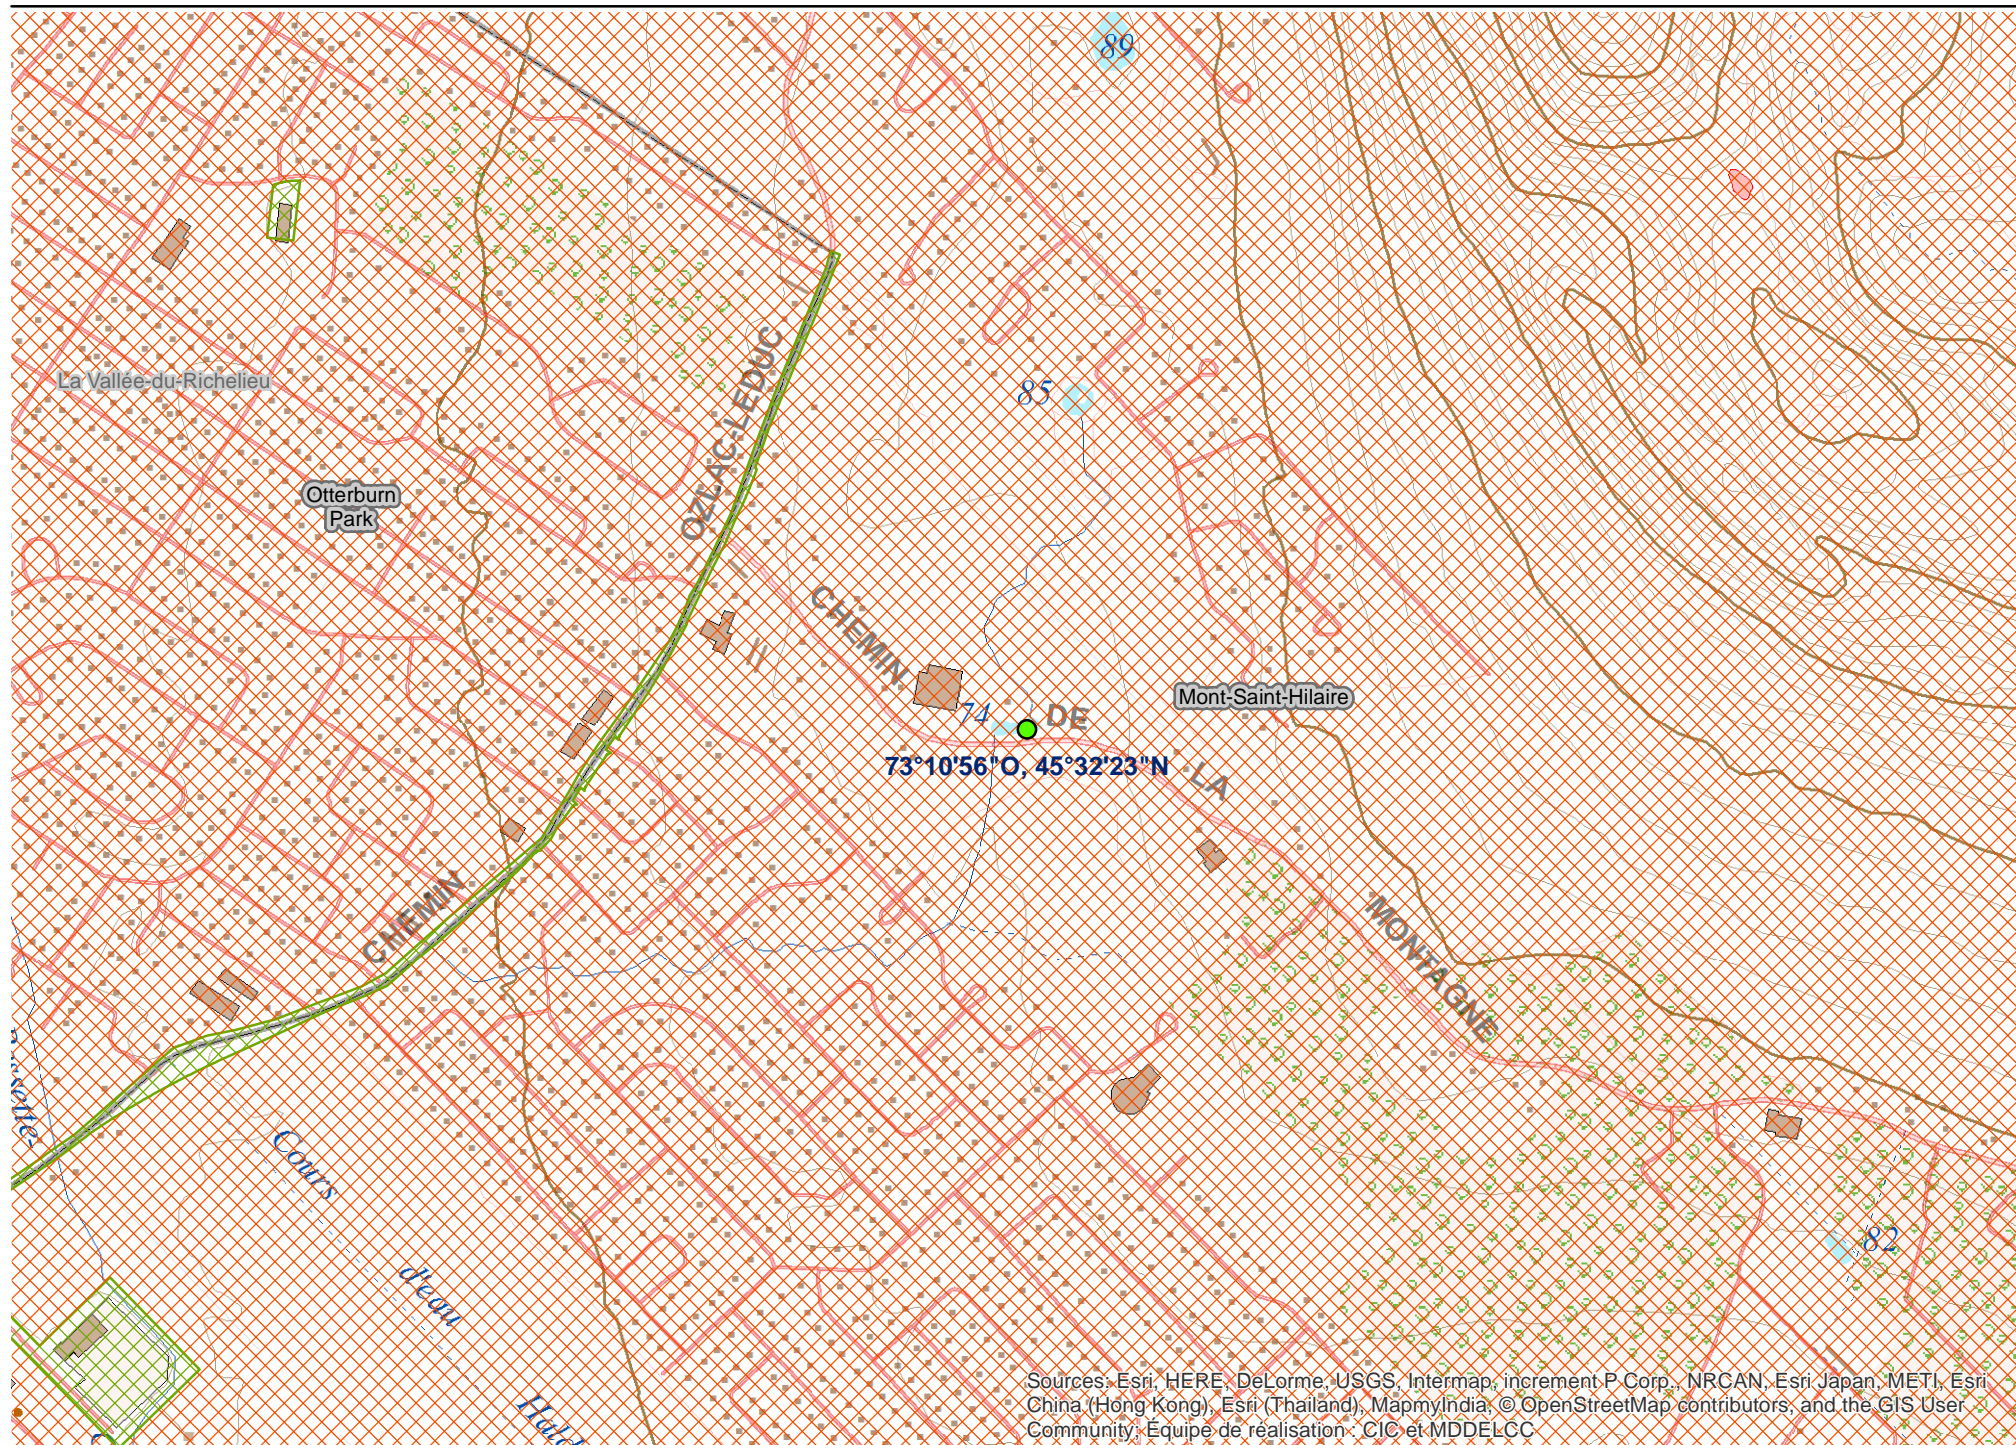 89
La Vallée-du-Richelieu
85
OZIAS-LEDUC
Otterburn
Park
CHEMIN
Mont-Saint-Hilaire
74
DE
73°10'56"O, 45°32'23"N
LA
CHEMIN
MONTAGNE
Cours
82
d'eau
Sources: Esri, HERE, DeLorme, USGS, Intermap, increment P Corp., NRCAN, Esri Japan, METI, Esri
China (Hong Kong), Esri (Thailand), MapmyIndia, © OpenStreetMap contributors, and the GIS User
Community; Équipe de réalisation : CIC et MDDELCC